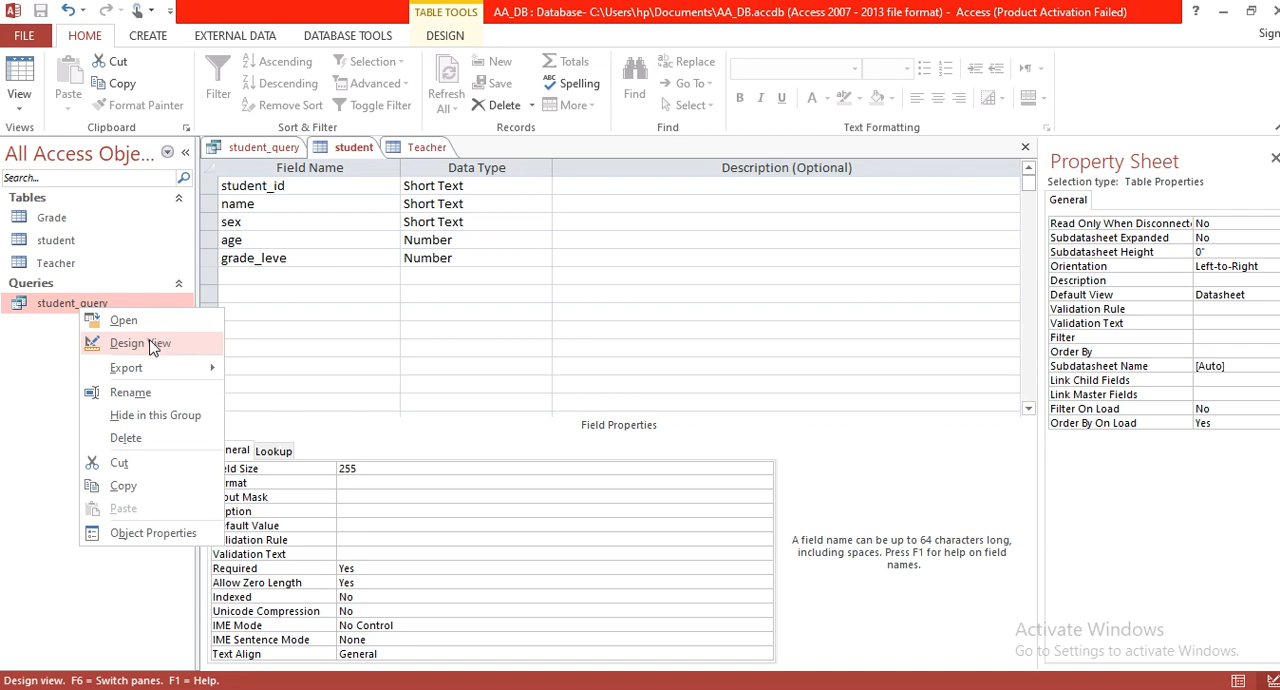 TABLE TOOLS
AA_DB : Database- C:\Users\hp\Documents\AA_DB.accdb (Access 2007 - 2013 file format) - Access (Product Activation Failed)
?
FILE HOME CREATE EXTERNAL DATA DATABASE TOOLS DESIGN
Sign
View
Views
Paste
Cut
Copy
Format Painter
Clipboard
Filter
Ascending
Descending
Remove Sort
Selection
Advanced
Toggle Filter
Sort & Filter
Refresh
All
New
Save
Delete
Totals
Spelling
More
Records
Find
Replace
Go To
Select
Find
B I U A
Text Formatting
All Access Obje...
Search...
Tables
Grade
student
Teacher
Queries
student_query
Open
Design View
Export
Rename
Hide in this Group
Delete
Cut
Copy
Paste
Object Properties
student_query student Teacher
Field Name Data Type Description (Optional)
student_id Short Text
name Short Text
sex Short Text
age Number
grade_leve Number
Field Properties
neral Lookup
eld Size 255
rmat
put Mask
ption
fault Value
lidation Rule
Validation Text
Required Yes
Allow Zero Length Yes
Indexed No
Unicode Compression No
IME Mode No Control
IME Sentence Mode None
Text Align General
A field name can be up to 64 characters long,
including spaces. Press F1 for help on field
names.
Property Sheet
Selection type: Table Properties
General
Read Only When Disconnecte No
Subdatasheet Expanded No
Subdatasheet Height 0"
Orientation Left-to-Right
Description
Default View Datasheet
Validation Rule
Validation Text
Filter
Order By
Subdatasheet Name [Auto]
Link Child Fields
Link Master Fields
Filter On Load No
Order By On Load Yes
Activate Windows
Go to Settings to activate Windows.
Design view. F6 = Switch panes. F1 = Help.